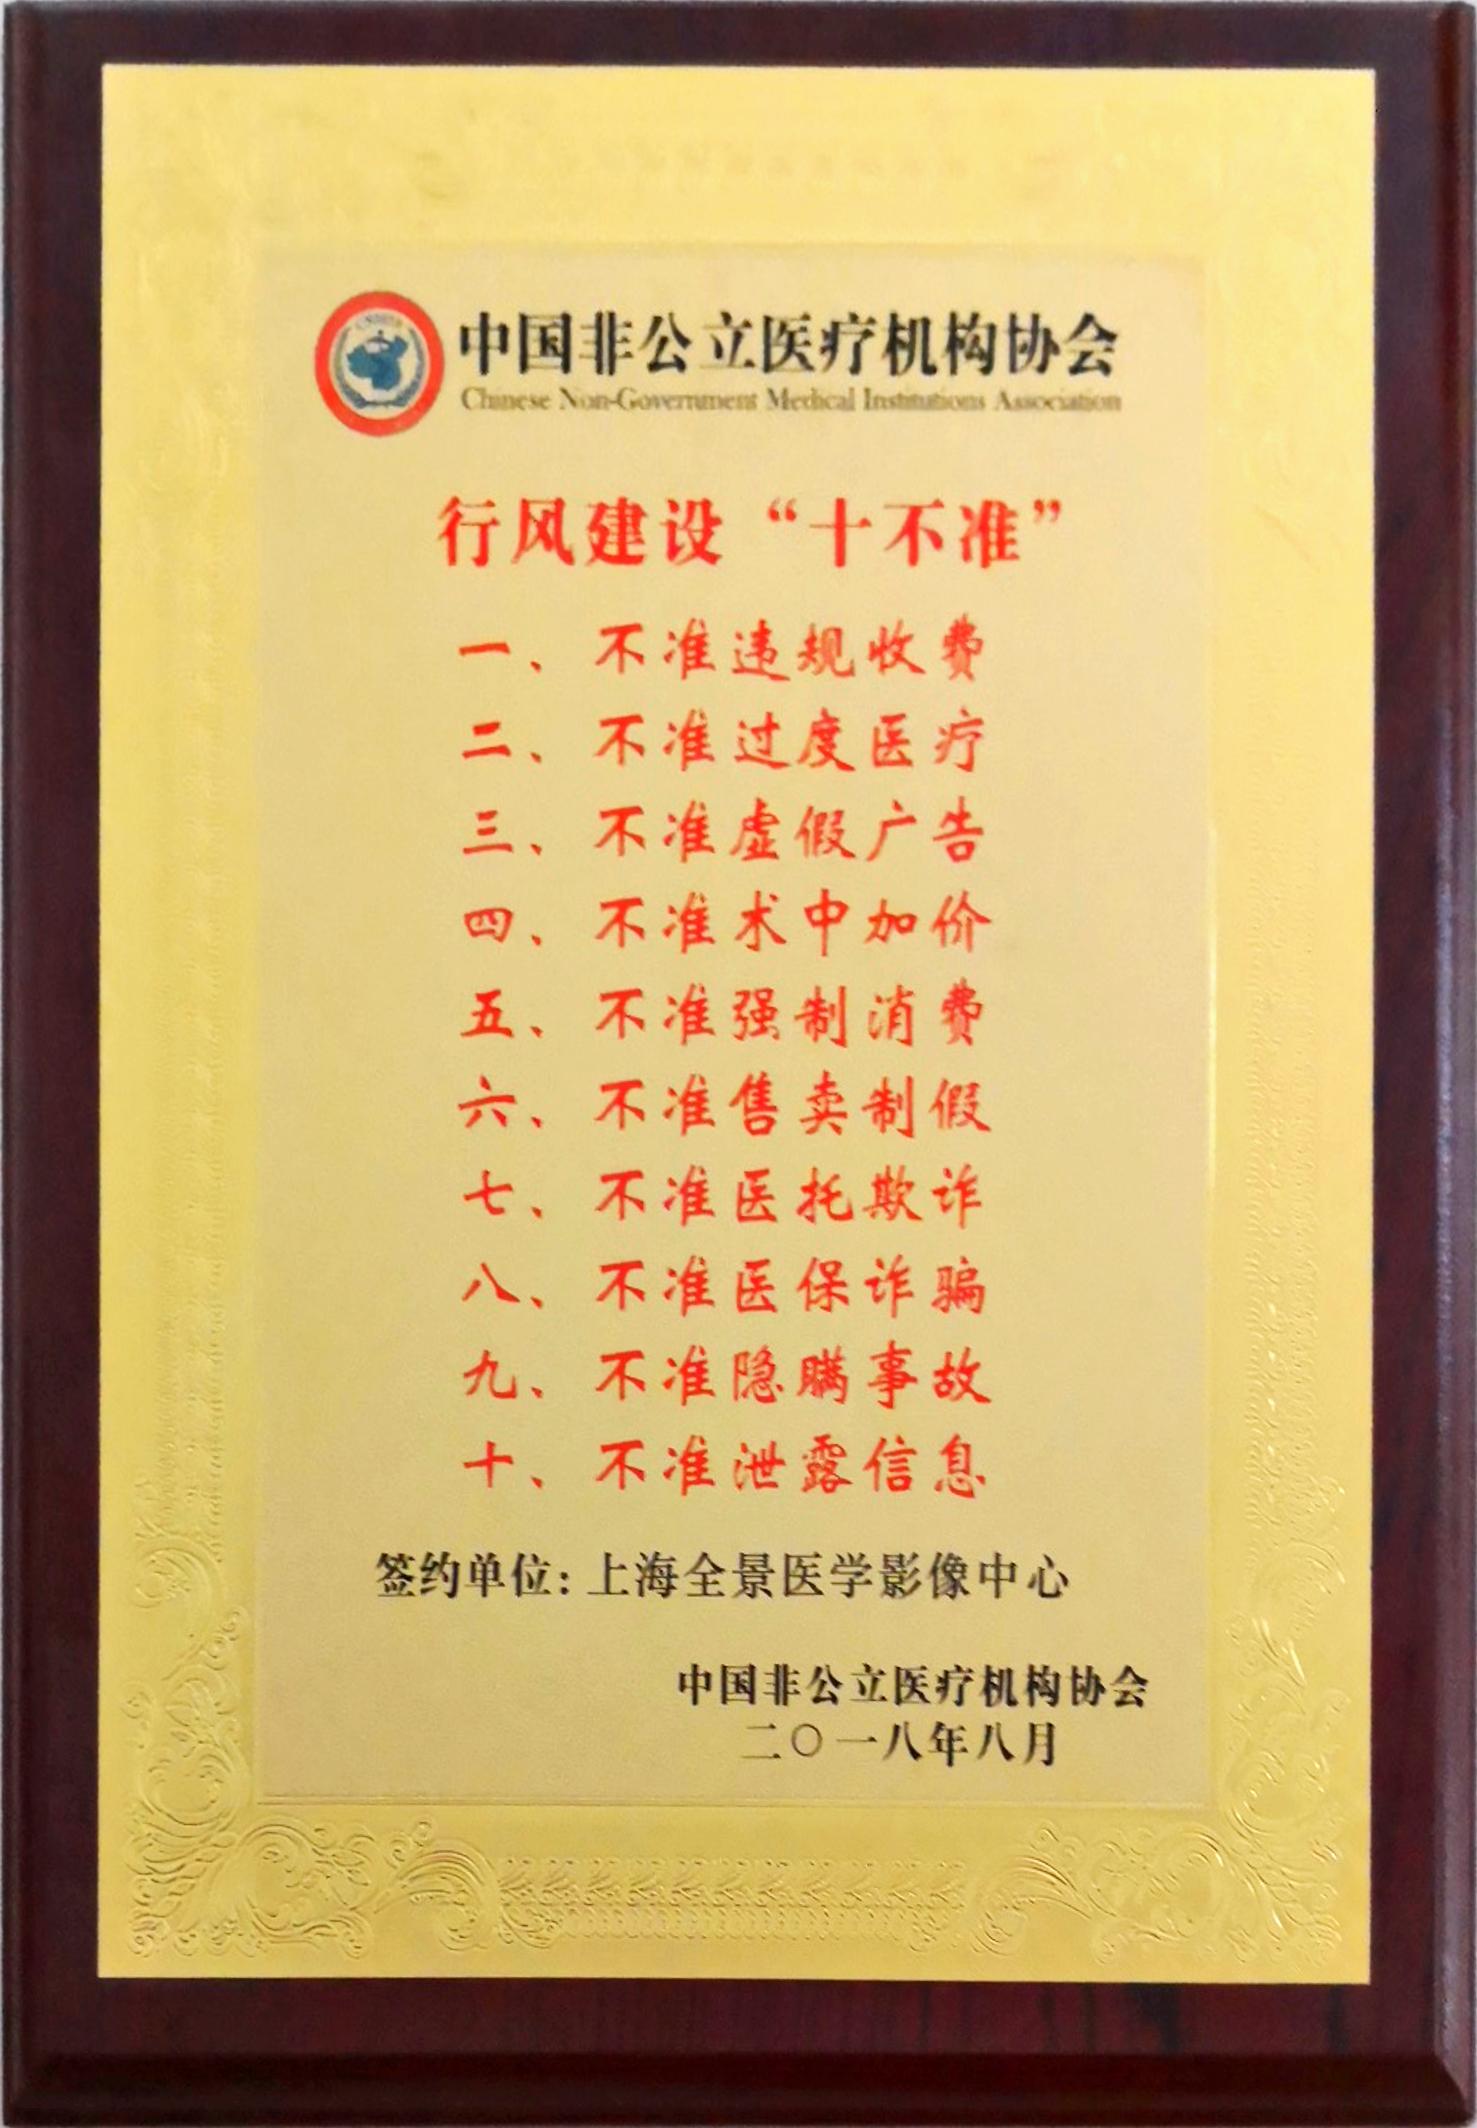 中国非公立医疗机构协会
Chinese Non-Government Medical Institutions Association
行风建设“十不准”
一、不准违规收费
二、不准过度医疗
三、不准虚假广告
四、不准术中加价
五、不准强制消费
六、不准售卖制假
七、不准医托欺诈
八、不准医保诈骗
九、不准隐瞒事故
十、不准泄露信息
签约单位：上海全景医学影像中心
中国非公立医疗机构协会
二〇一八年八月